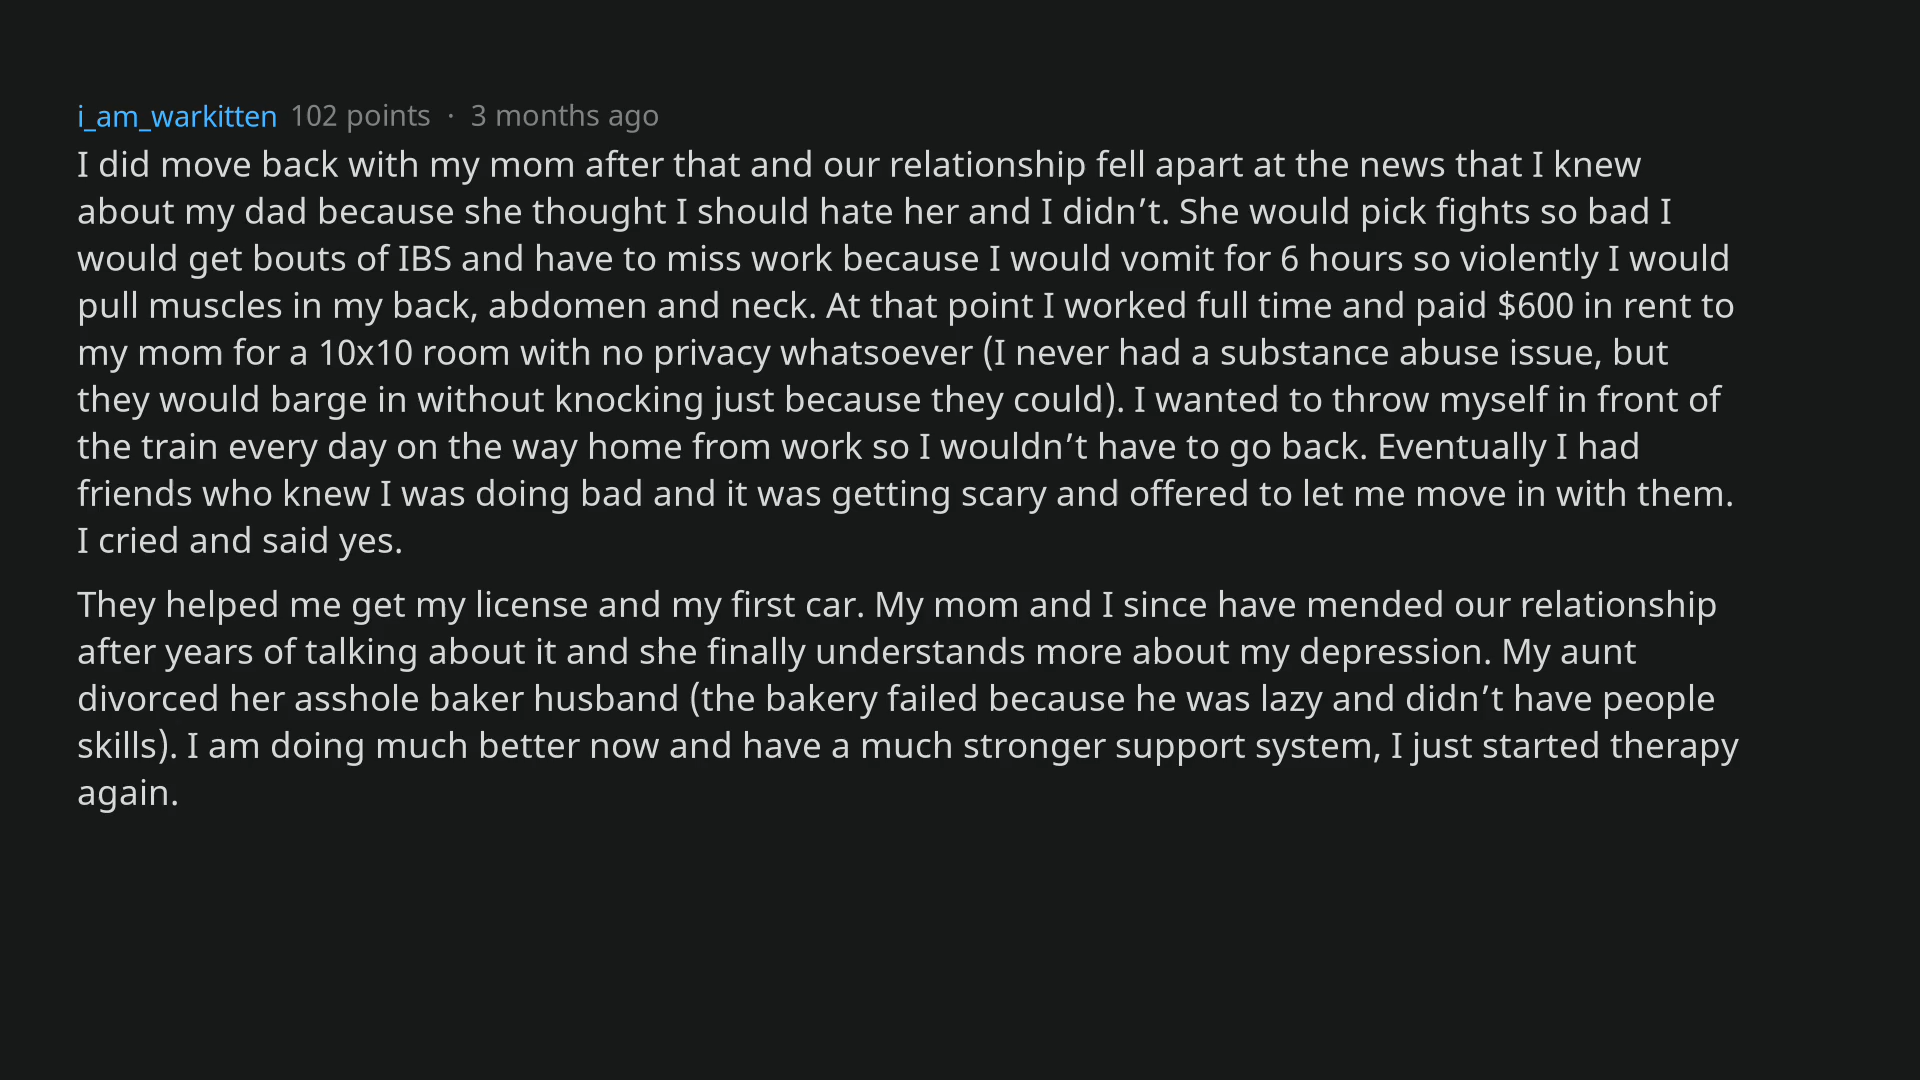 i_am_warkitten 102 points · 3 months ago
I did move back with my mom after that and our relationship fell apart at the news that I knew
about my dad because she thought I should hate her and I didn’t. She would pick fights so bad I
would get bouts of IBS and have to miss work because I would vomit for 6 hours so violently I would
pull muscles in my back, abdomen and neck. At that point I worked full time and paid $600 in rent to
my mom for a 10x10 room with no privacy whatsoever (I never had a substance abuse issue, but
they would barge in without knocking just because they could). I wanted to throw myself in front of
the train every day on the way home from work so I wouldn’t have to go back. Eventually I had
friends who knew I was doing bad and it was getting scary and offered to let me move in with them.
I cried and said yes.
They helped me get my license and my first car. My mom and I since have mended our relationship
after years of talking about it and she finally understands more about my depression. My aunt
divorced her asshole baker husband (the bakery failed because he was lazy and didn’t have people
skills). I am doing much better now and have a much stronger support system, I just started therapy
again.